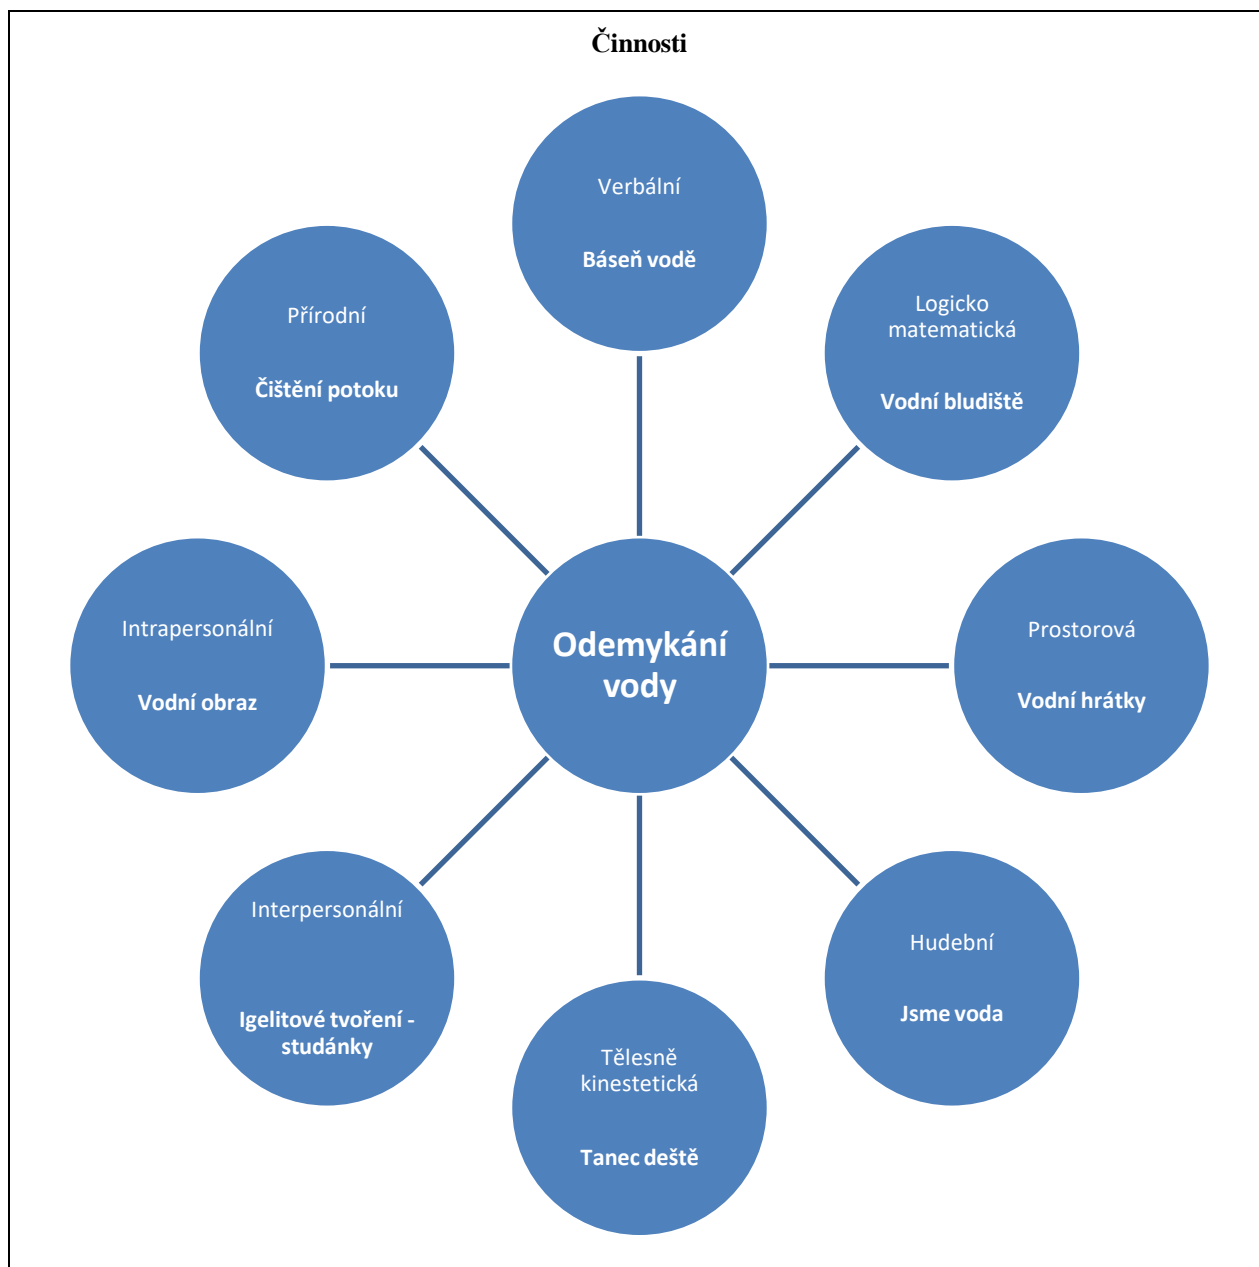 Činnosti
Verbální
Báseň vodě
Logicko
matematická
Vodní bludiště
Prostorová
Vodní hrátky
Hudební
Jsme voda
Tělesně
kinestetická
Tanec deště
Interpersonální
Igelitové tvoření -
studánky
Intrapersonální
Vodní obraz
Přírodní
Čištění potoku
Odemykání
vody